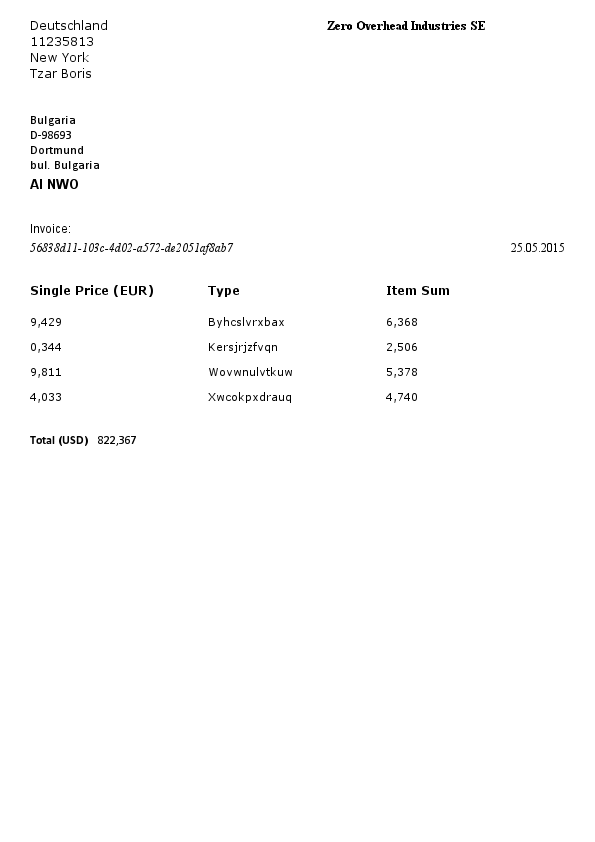 Deutschland
11235813
New York
Tzar Boris
Zero Overhead Industries SE
Bulgaria
D-98693
Dortmund
bul. Bulgaria
AI NWO
Invoice:
56838d11-103c-4d02-a572-de2051af8ab7
25.05.2015
Single Price (EUR) Type Item Sum
9,429 Byhcslvrxbax 6,368
0,344 Kersjrjzfvqn 2,506
9,811 Wovwnulvtkuw 5,378
4,033 Xwcokpxdrauq 4,740
Total (USD) 822,367